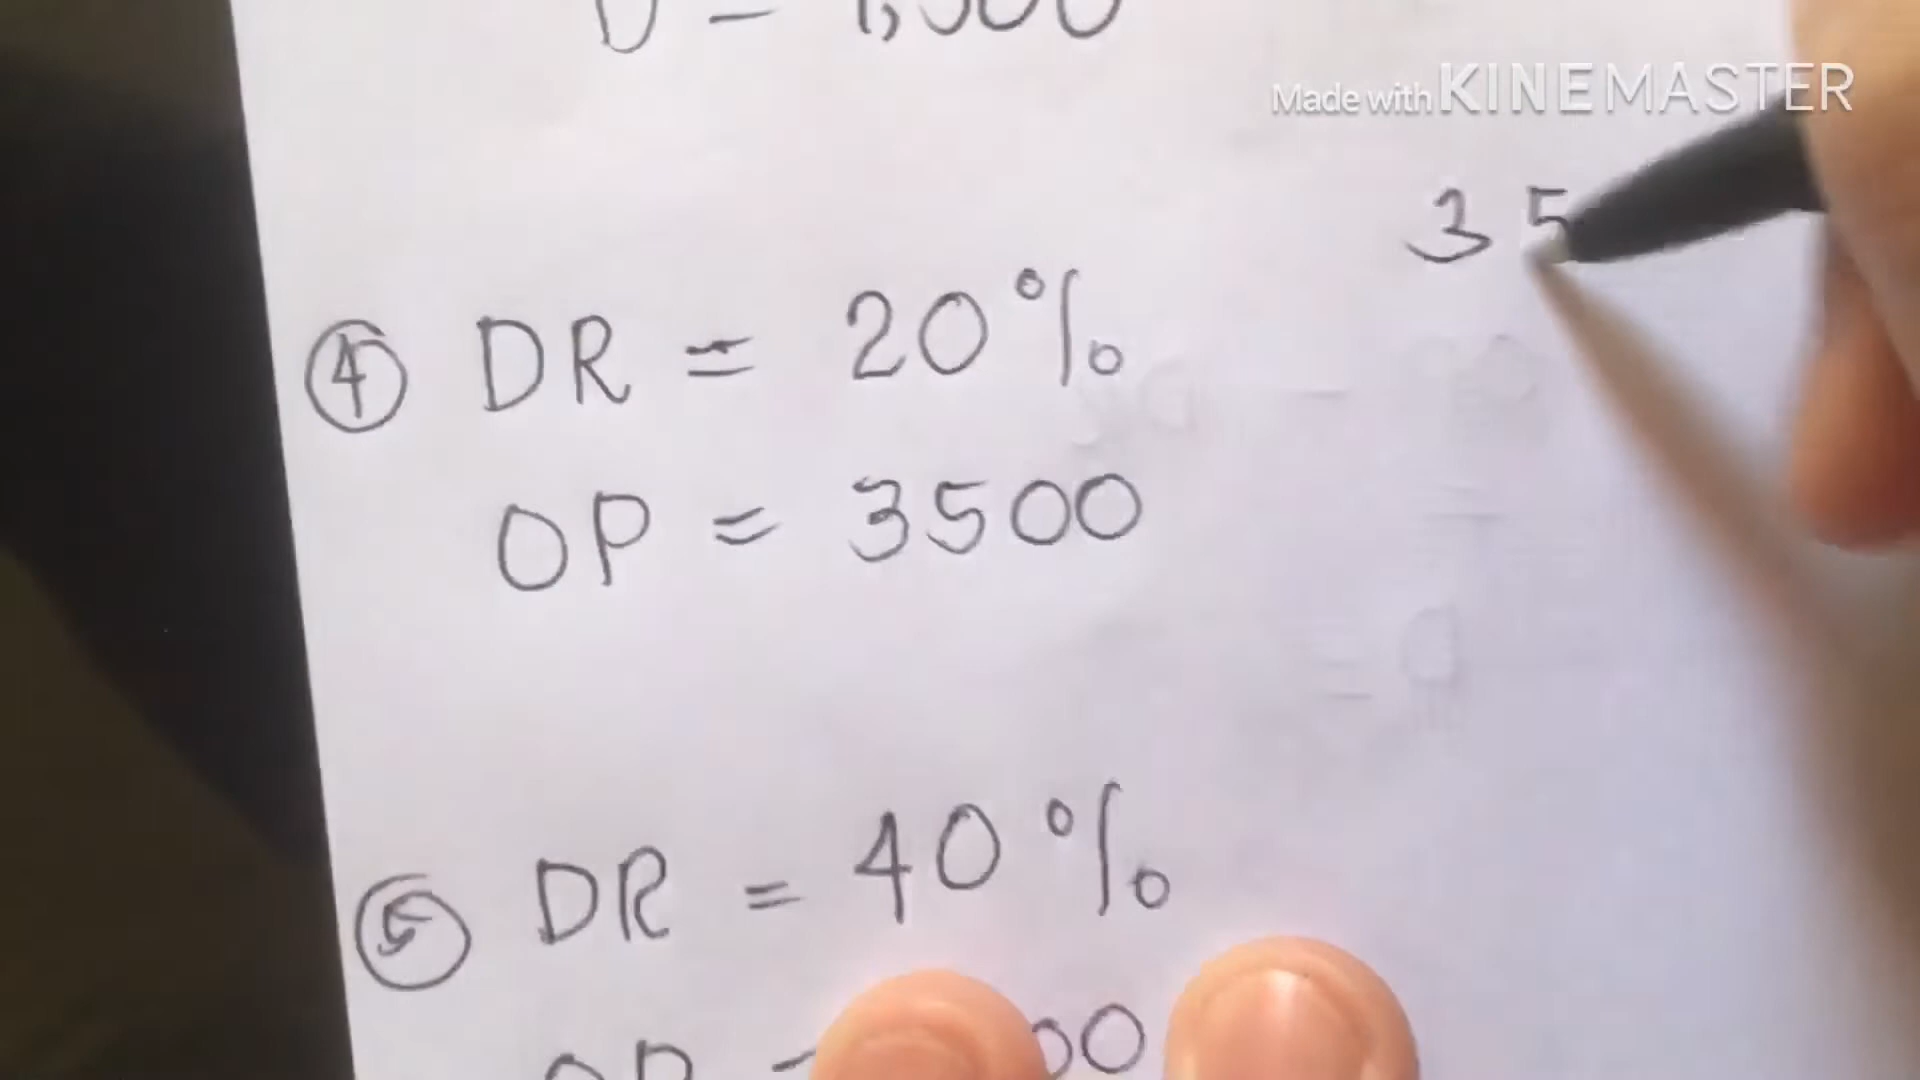 Made with KINEMASTER
35
④ DR = 20%
OP = 3500
⑤ DR = 40%